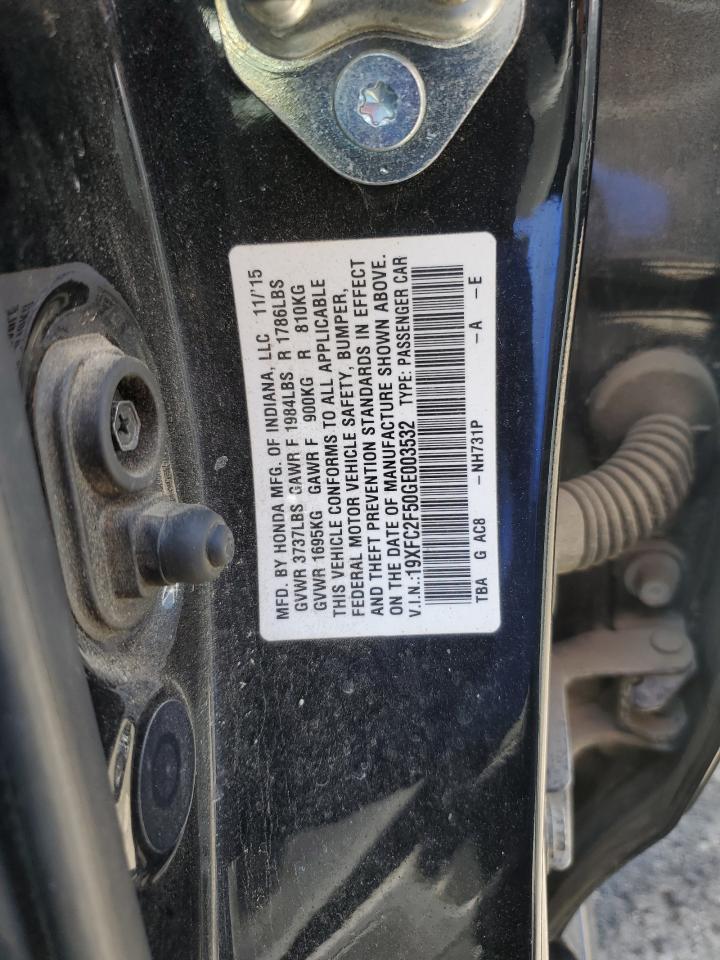 MFD. BY HONDA MFG. OF INDIANA, LLC 11/15
GVWR 3737LBS GAWR F 1984LBS R 1786LBS
GVWR 1695KG GAWR F 900KG R 810KG
THIS VEHICLE CONFORMS TO ALL APPLICABLE
FEDERAL MOTOR VEHICLE SAFETY, BUMPER,
AND THEFT PREVENTION STANDARDS IN EFFECT
ON THE DATE OF MANUFACTURE SHOWN ABOVE.
V.I.N.:19XFC2F50GE003532 TYPE: PASSENGER CAR
TBA G AC8 -NH731P -A -E